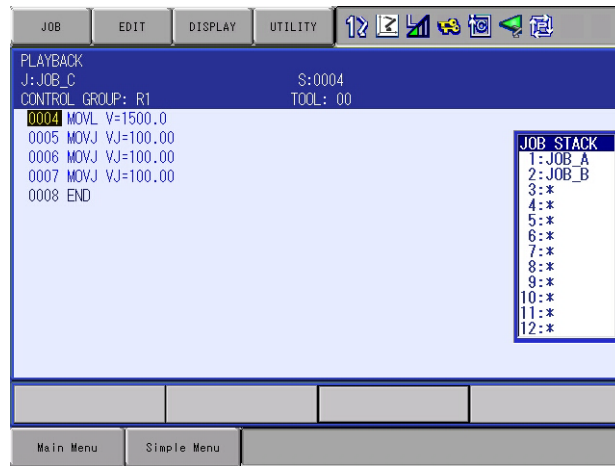 JOB EDIT DISPLAY UTILITY
PLAYBACK
J:JOB_C S:0004
CONTROL GROUP: R1 TOOL: 00
0004 MOVL V=1500.0
0005 MOVJ VJ=100.00
0006 MOVJ VJ=100.00
0007 MOVJ VJ=100.00
0008 END
JOB STACK
1:JOB_A
2:JOB_B
3:*
4:*
5:*
6:*
7:*
8:*
9:*
10:*
11:*
12:*
Main Menu Simple Menu